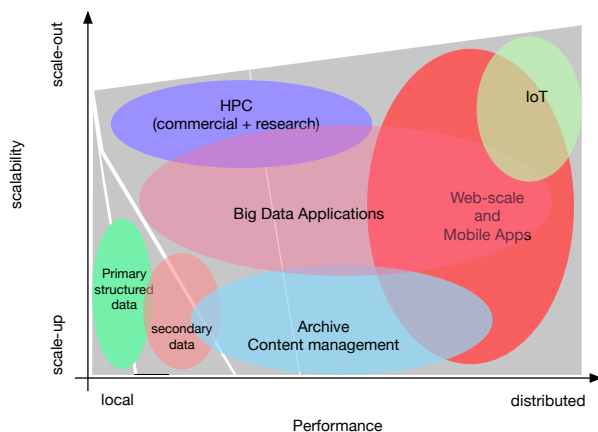 scale-out
scalability
scale-up
HPC
(commercial + research)
IoT
Big Data Applications
Web-scale
and
Mobile Apps
Primary
structured
data
secondary
data
Archive
Content management
local
distributed
Performance